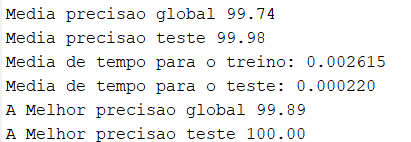 Media precisao global 99.74
Media precisao teste 99.98
Media de tempo para o treino: 0.002615
Media de tempo para o teste: 0.000220
A Melhor precisao global 99.89
A Melhor precisao teste 100.00